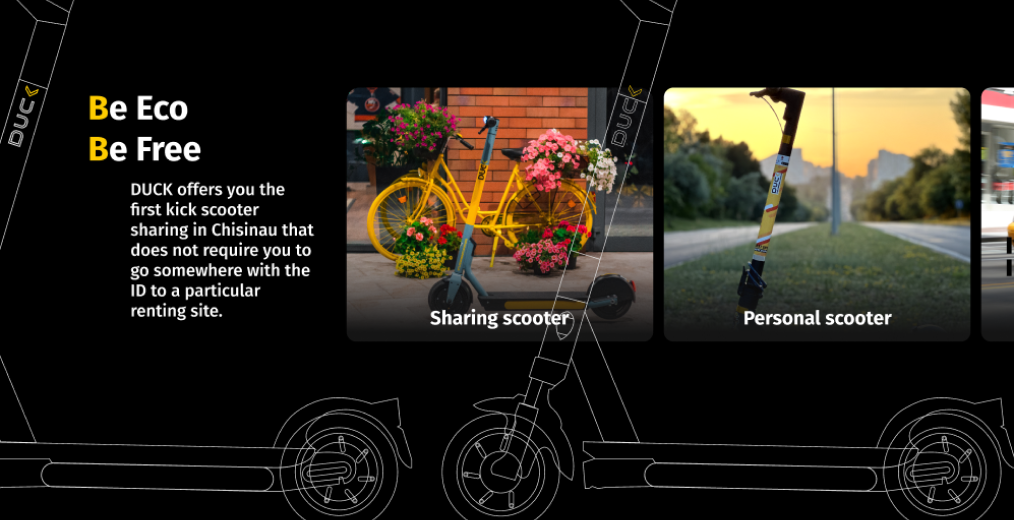 DUCK
Be Eco
Be Free
DUCK offers you the
first kick scooter
sharing in Chisinau that
does not require you to
go somewhere with the
ID to a particular
renting site.
DUCK
DUCK
DUCK
Sharing scooter
Personal scooter